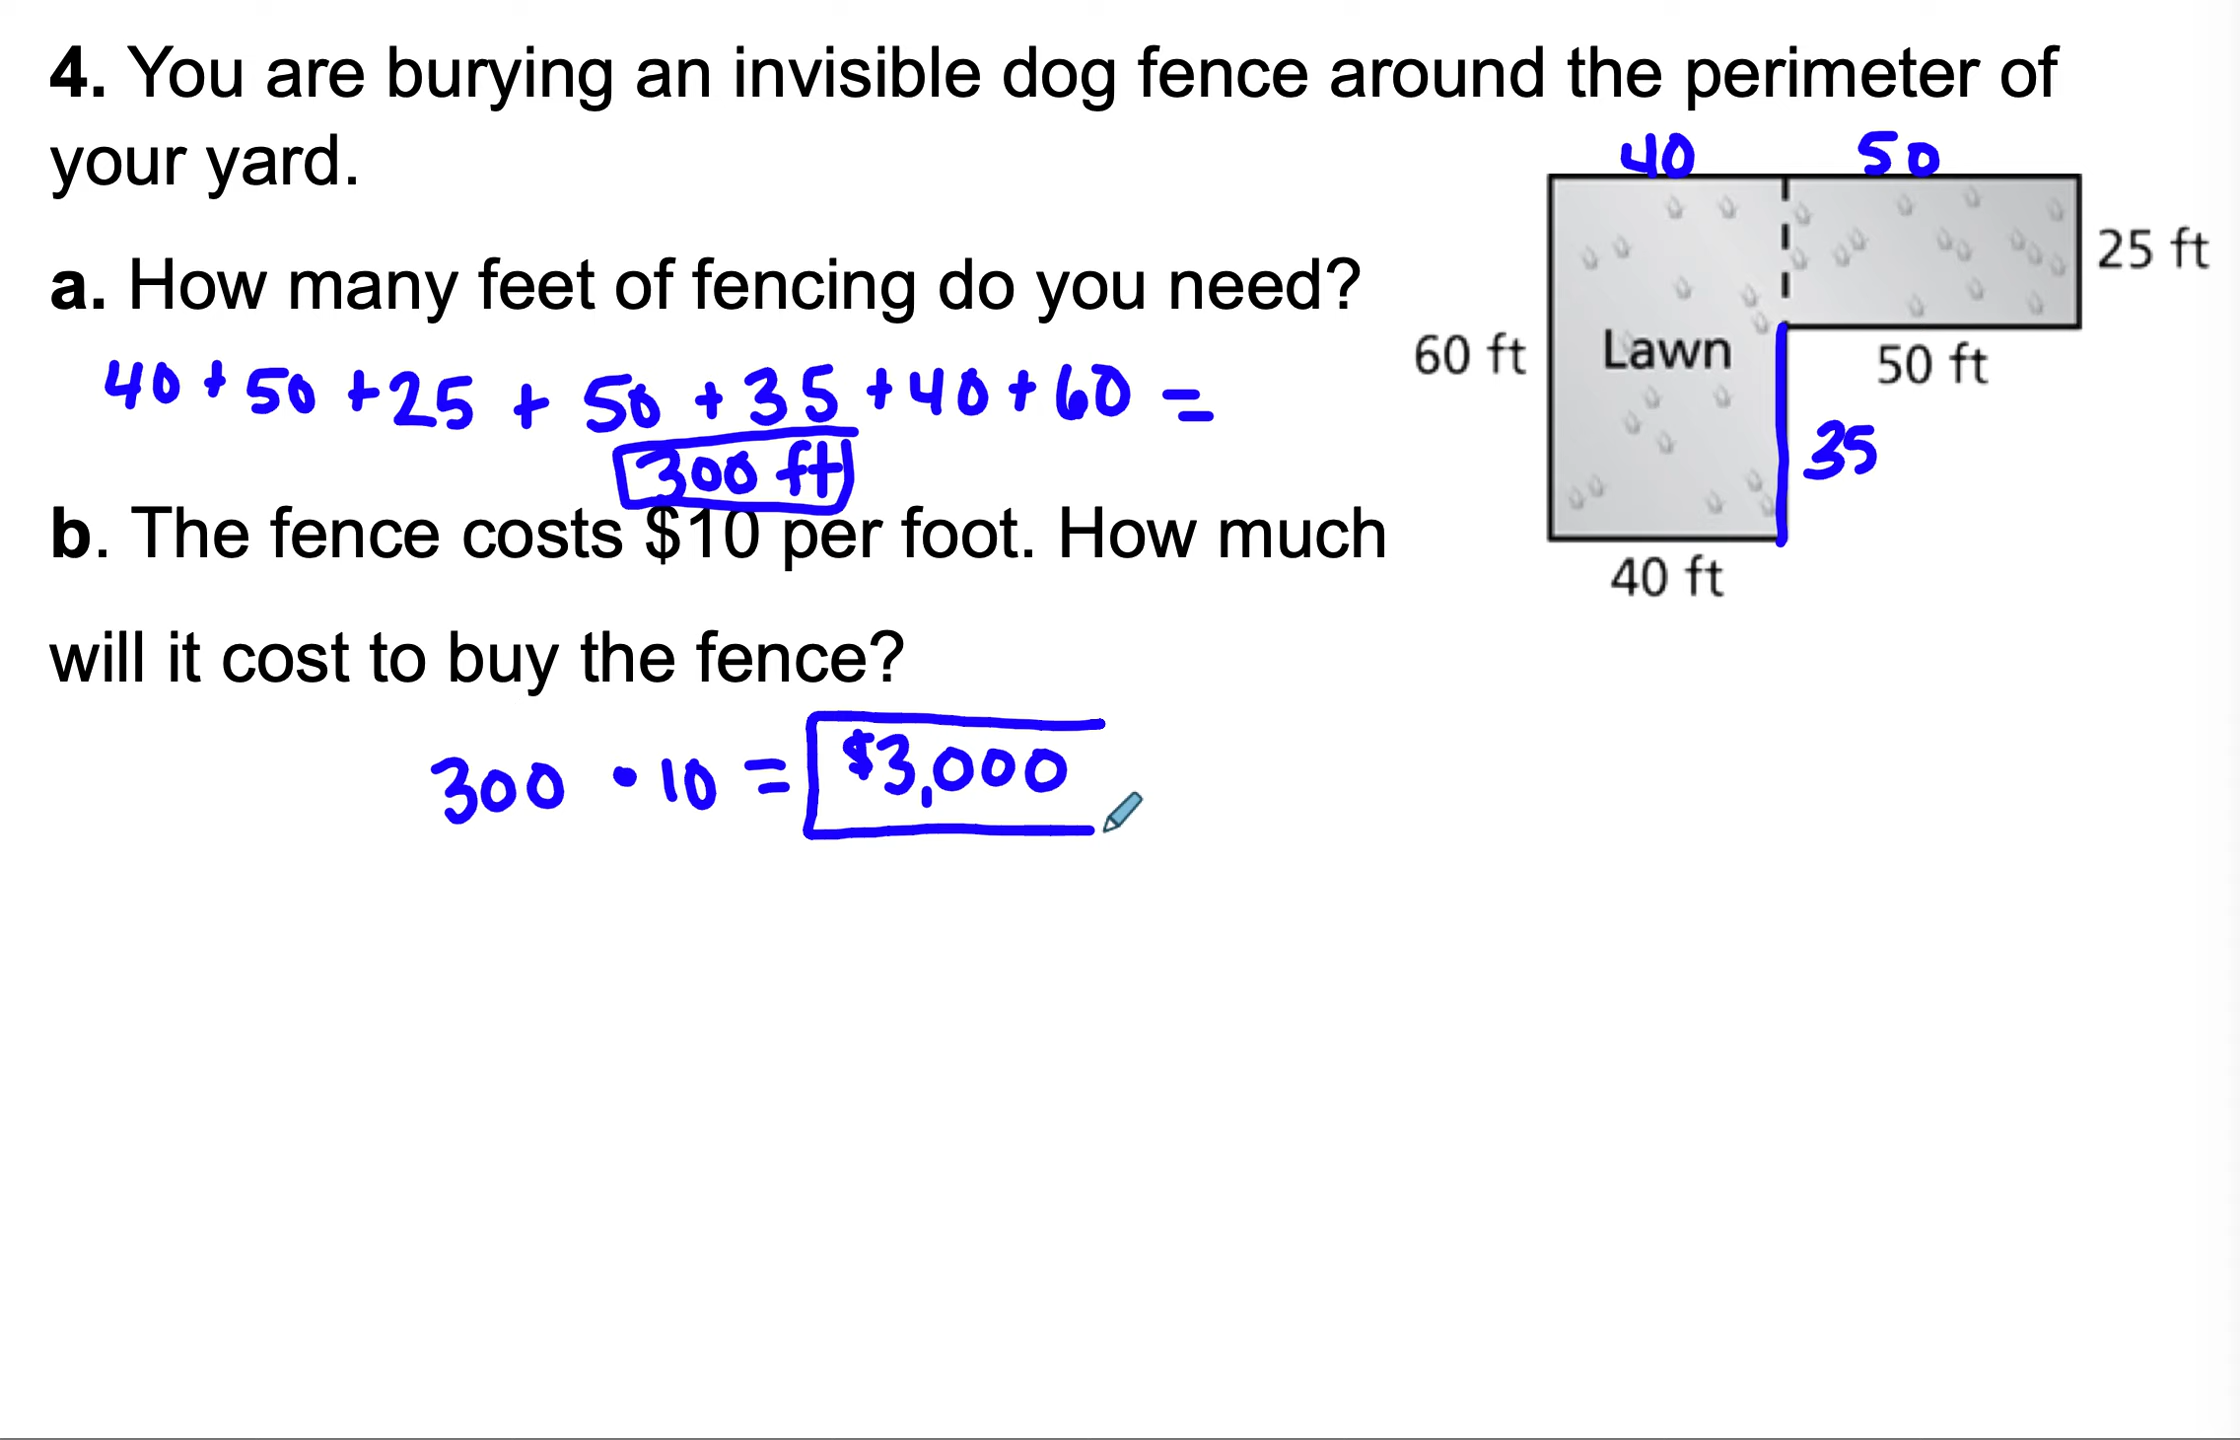 4. You are burying an invisible dog fence around the perimeter of
your yard.
40 50
25 ft
a. How many feet of fencing do you need?
60 ft Lawn 50 ft
40 + 50 + 25 + 50 + 35 + 40 + 60 =
35
300 ft
b. The fence costs $10 per foot. How much
40 ft
will it cost to buy the fence?
300 • 10 = $3,000